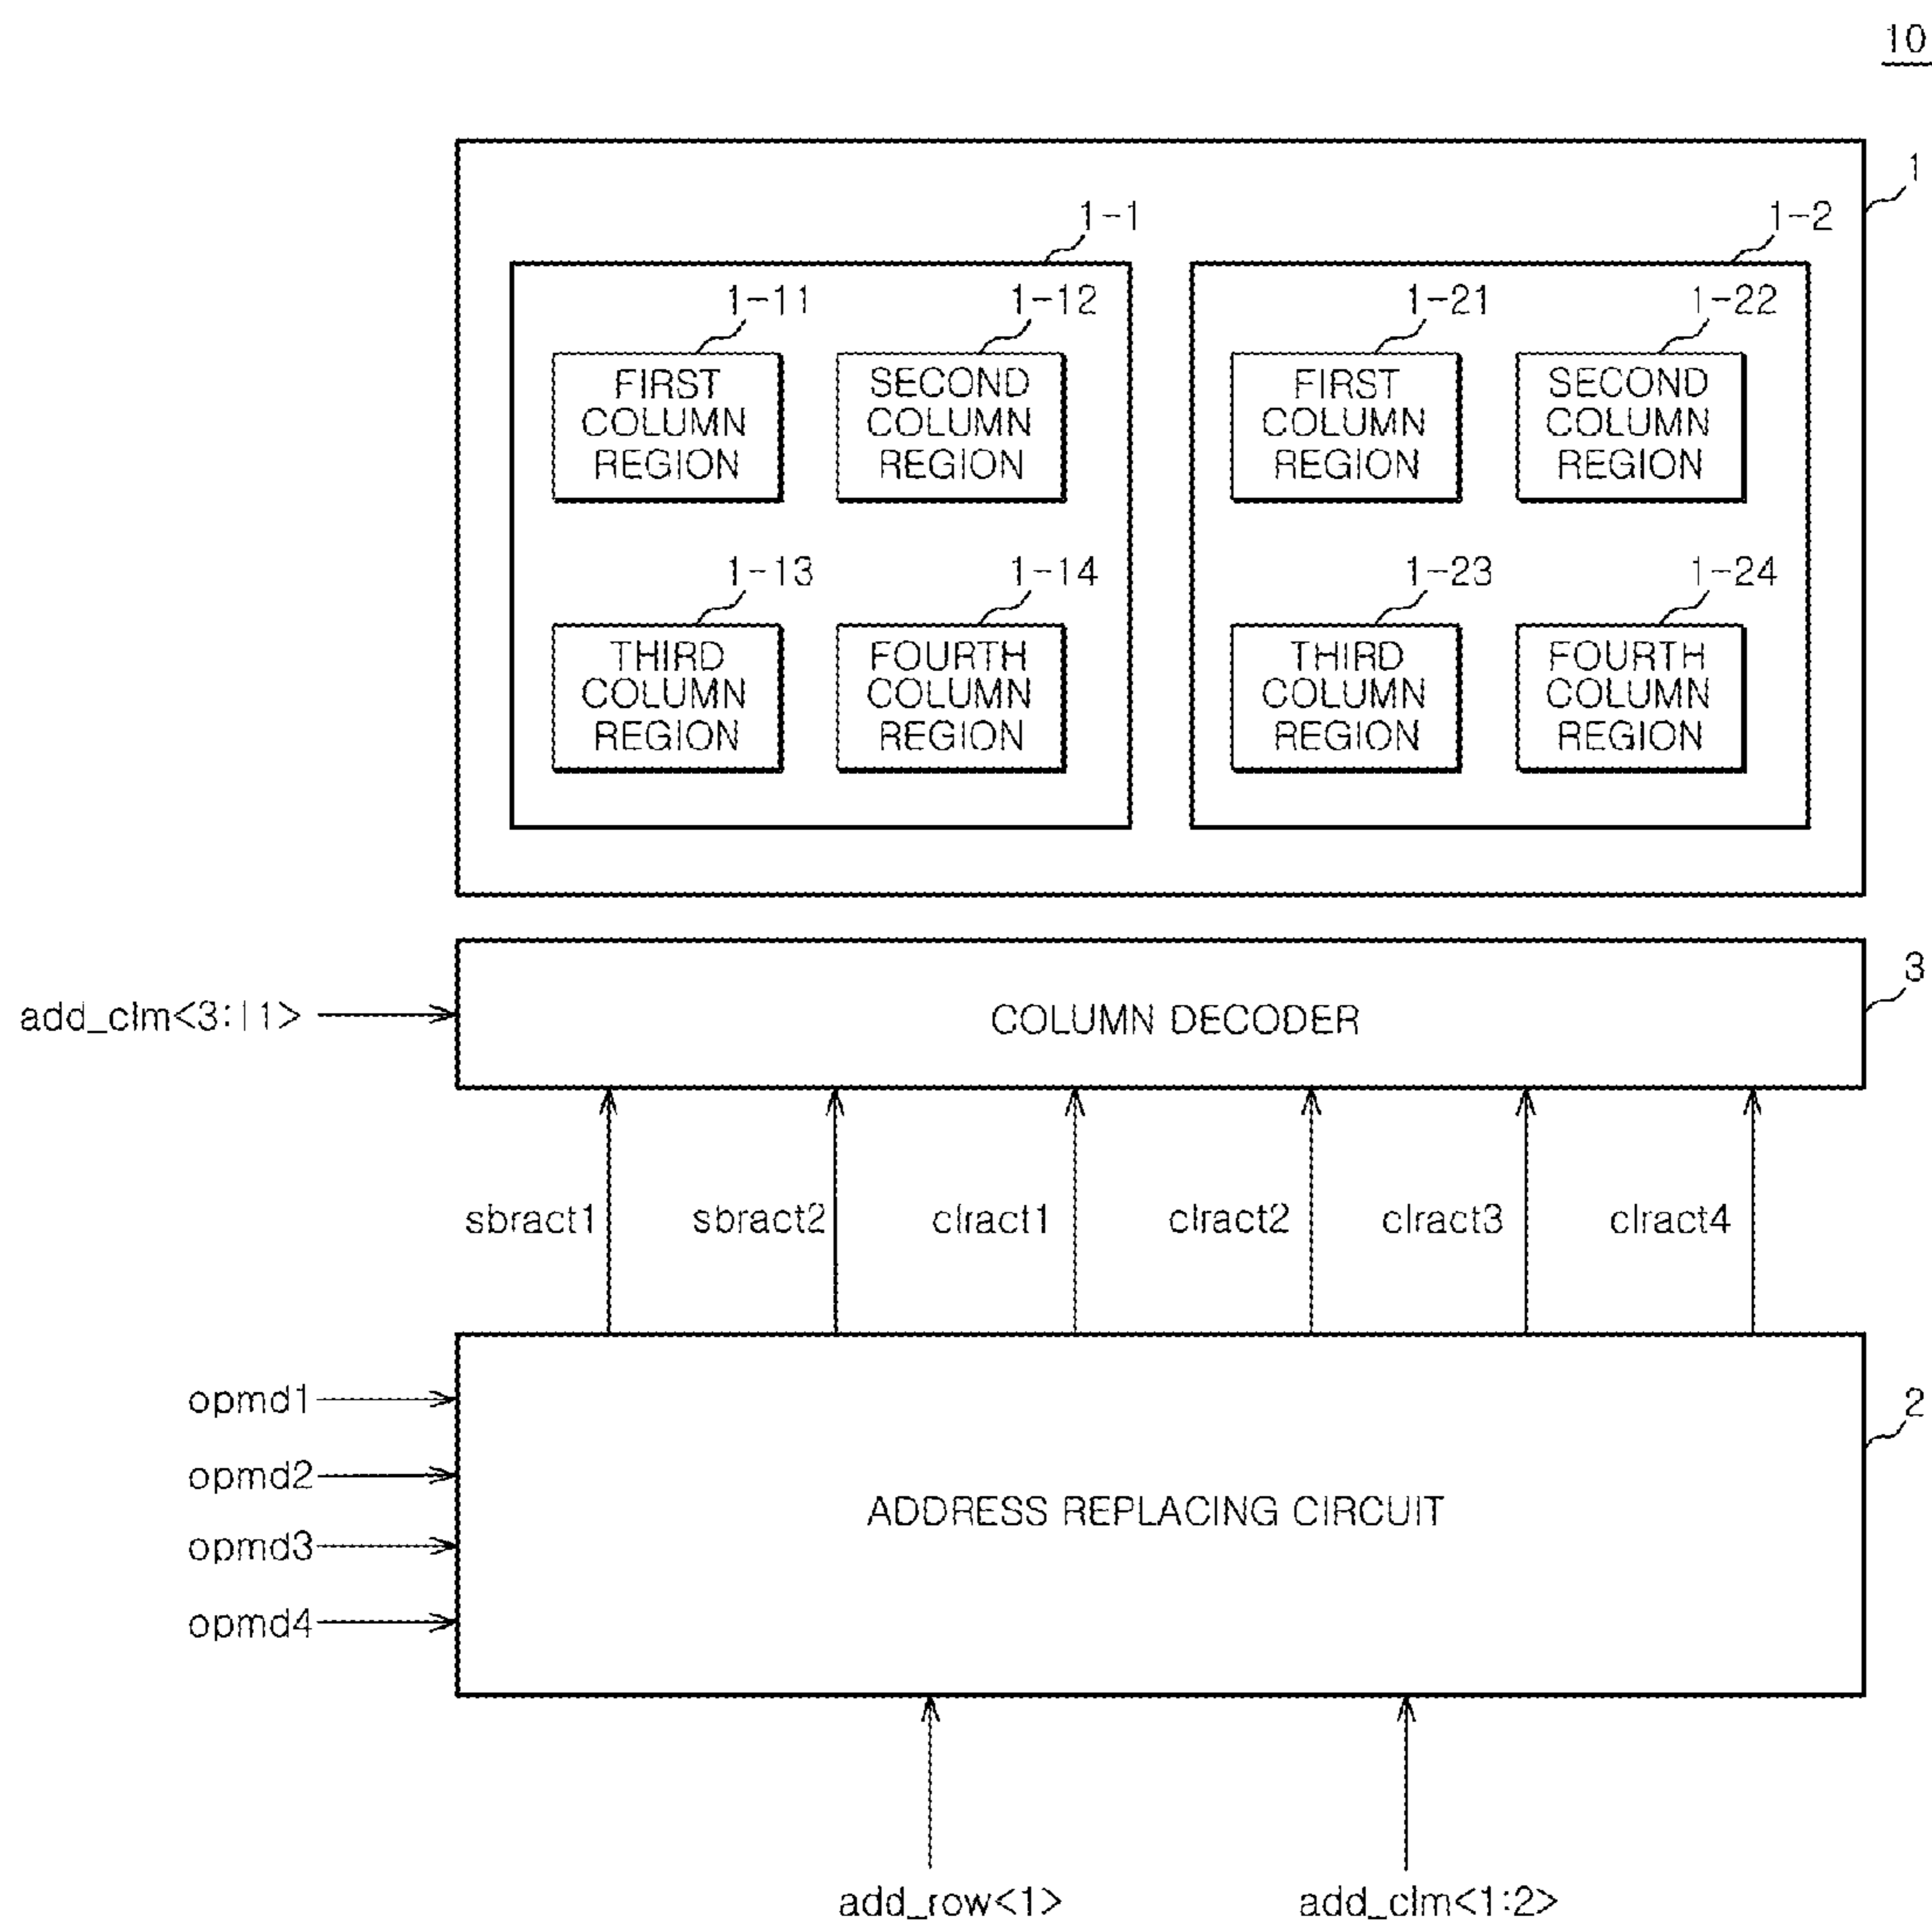 10
1
1-1
1-2
1-11
1-12
1-21
1-22
FIRST
COLUMN
REGION
SECOND
COLUMN
REGION
FIRST
COLUMN
REGION
SECOND
COLUMN
REGION
1-13
1-14
1-23
1-24
THIRD
COLUMN
REGION
FOURTH
COLUMN
REGION
THIRD
COLUMN
REGION
FOURTH
COLUMN
REGION
3
add_clm<3:11>
COLUMN DECODER
sbract1
sbract2
clract1
clract2
clract3
clract4
2
opmd1
opmd2
opmd3
opmd4
ADDRESS REPLACING CIRCUIT
add_row<1>
add_clm<1:2>